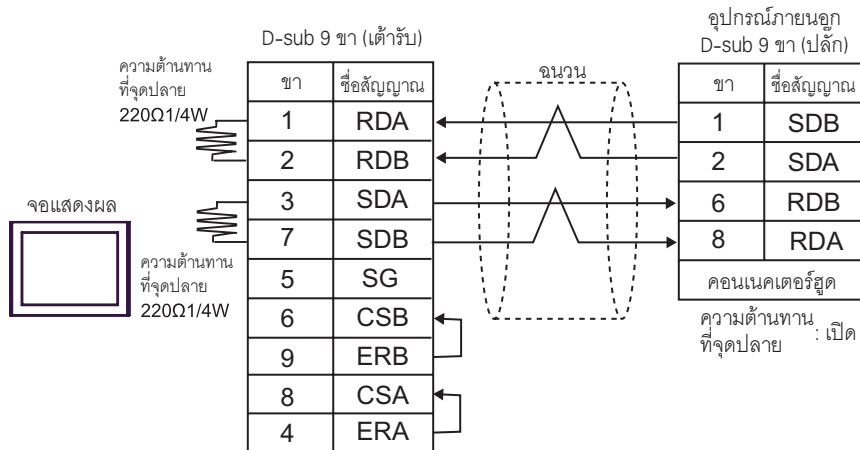 D-sub 9 ขา (เต้ารับ)
อุปกรณ์ภายนอก
D-sub 9 ขา (ปลั๊ก)
ความต้านทาน
ที่จุดปลาย
220Ω1/4W
ขา ชื่อสัญญาณ
1 RDA
2 RDB
3 SDA
7 SDB
5 SG
6 CSB
9 ERB
8 CSA
4 ERA
ฉนวน
ขา ชื่อสัญญาณ
1 SDB
2 SDA
6 RDB
8 RDA
คอนเนคเตอร์ฮูด
ความต้านทาน
ที่จุดปลาย : เปิด
จอแสดงผล
ความต้านทาน
ที่จุดปลาย
220Ω1/4W